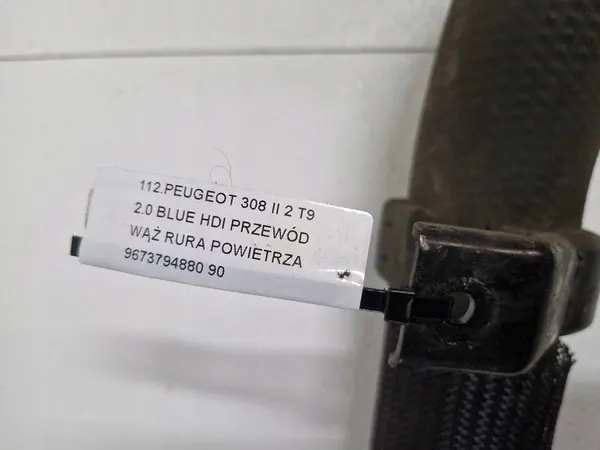 112.PEUGEOT 308 II 2 T9
2.0 BLUE HDI PRZEWÓD
WĄŻ RURA POWIETRZA
9673794880 90